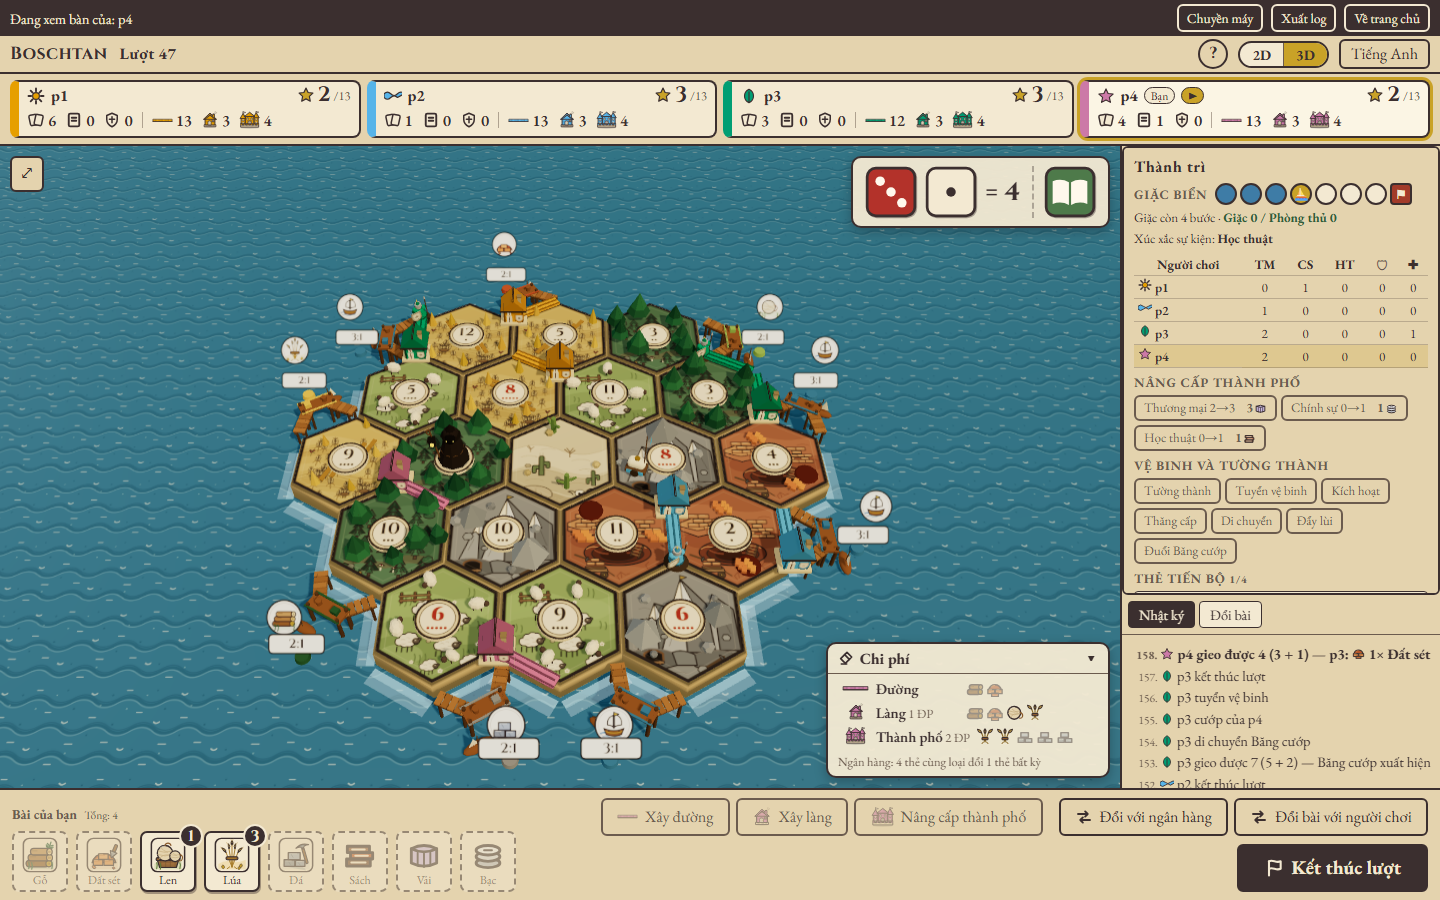 Đang xem bàn của: p4
Chuyền máy
Xuất log
Về trang chủ
BOSCHTAN Lượt 47
?
2D
3D
Tiếng Anh
p1 2 /13
6 0 0 13 3 4
p2 3 /13
1 0 0 13 3 4
p3 3 /13
3 0 0 12 3 4
p4 Bạn 2 /13
4 1 0 13 3 4
= 4
2:1
3:1
2:1
2:1
3:1
3:1
2:1
2:1
3:1
12
5
3
5
8
11
3
9
8
4
10
10
11
2
6
9
6
Thành trì
GIẶC BIỂN
Giặc còn 4 bước · Giặc 0 / Phòng thủ 0
Xúc xắc sự kiện: Học thuật
Người chơi TM CS HT
p1 0 1 0 0 0
p2 1 0 0 0 0
p3 2 0 0 0 1
p4 2 0 0 0 0
NÂNG CẤP THÀNH PHỐ
Thương mại 2→3 3
Chính sự 0→1 1
Học thuật 0→1 1
VỆ BINH VÀ TƯỜNG THÀNH
Tường thành
Tuyển vệ binh
Kích hoạt
Thăng cấp
Di chuyển
Đẩy lùi
Đuổi Băng cướp
THẺ TIẾN BỘ 1/4
Nhật ký
Đổi bài
158. p4 gieo được 4 (3 + 1) — p3: 1× Đất sét
157. p3 kết thúc lượt
156. p3 tuyển vệ binh
155. p3 cướp của p4
154. p3 di chuyển Băng cướp
153. p3 gieo được 7 (5 + 2) — Băng cướp xuất hiện
152. p2 kết thúc lượt
Chi phí
Đường
Làng 1 ĐP
Thành phố 2 ĐP
Ngân hàng: 4 thẻ cùng loại đổi 1 thẻ bất kỳ
Bài của bạn Tổng: 4
Gỗ
Đất sét
Len 1
Lúa 3
Đá
Sách
Vải
Bạc
Xây đường
Xây làng
Nâng cấp thành phố
Đổi với ngân hàng
Đổi bài với người chơi
Kết thúc lượt